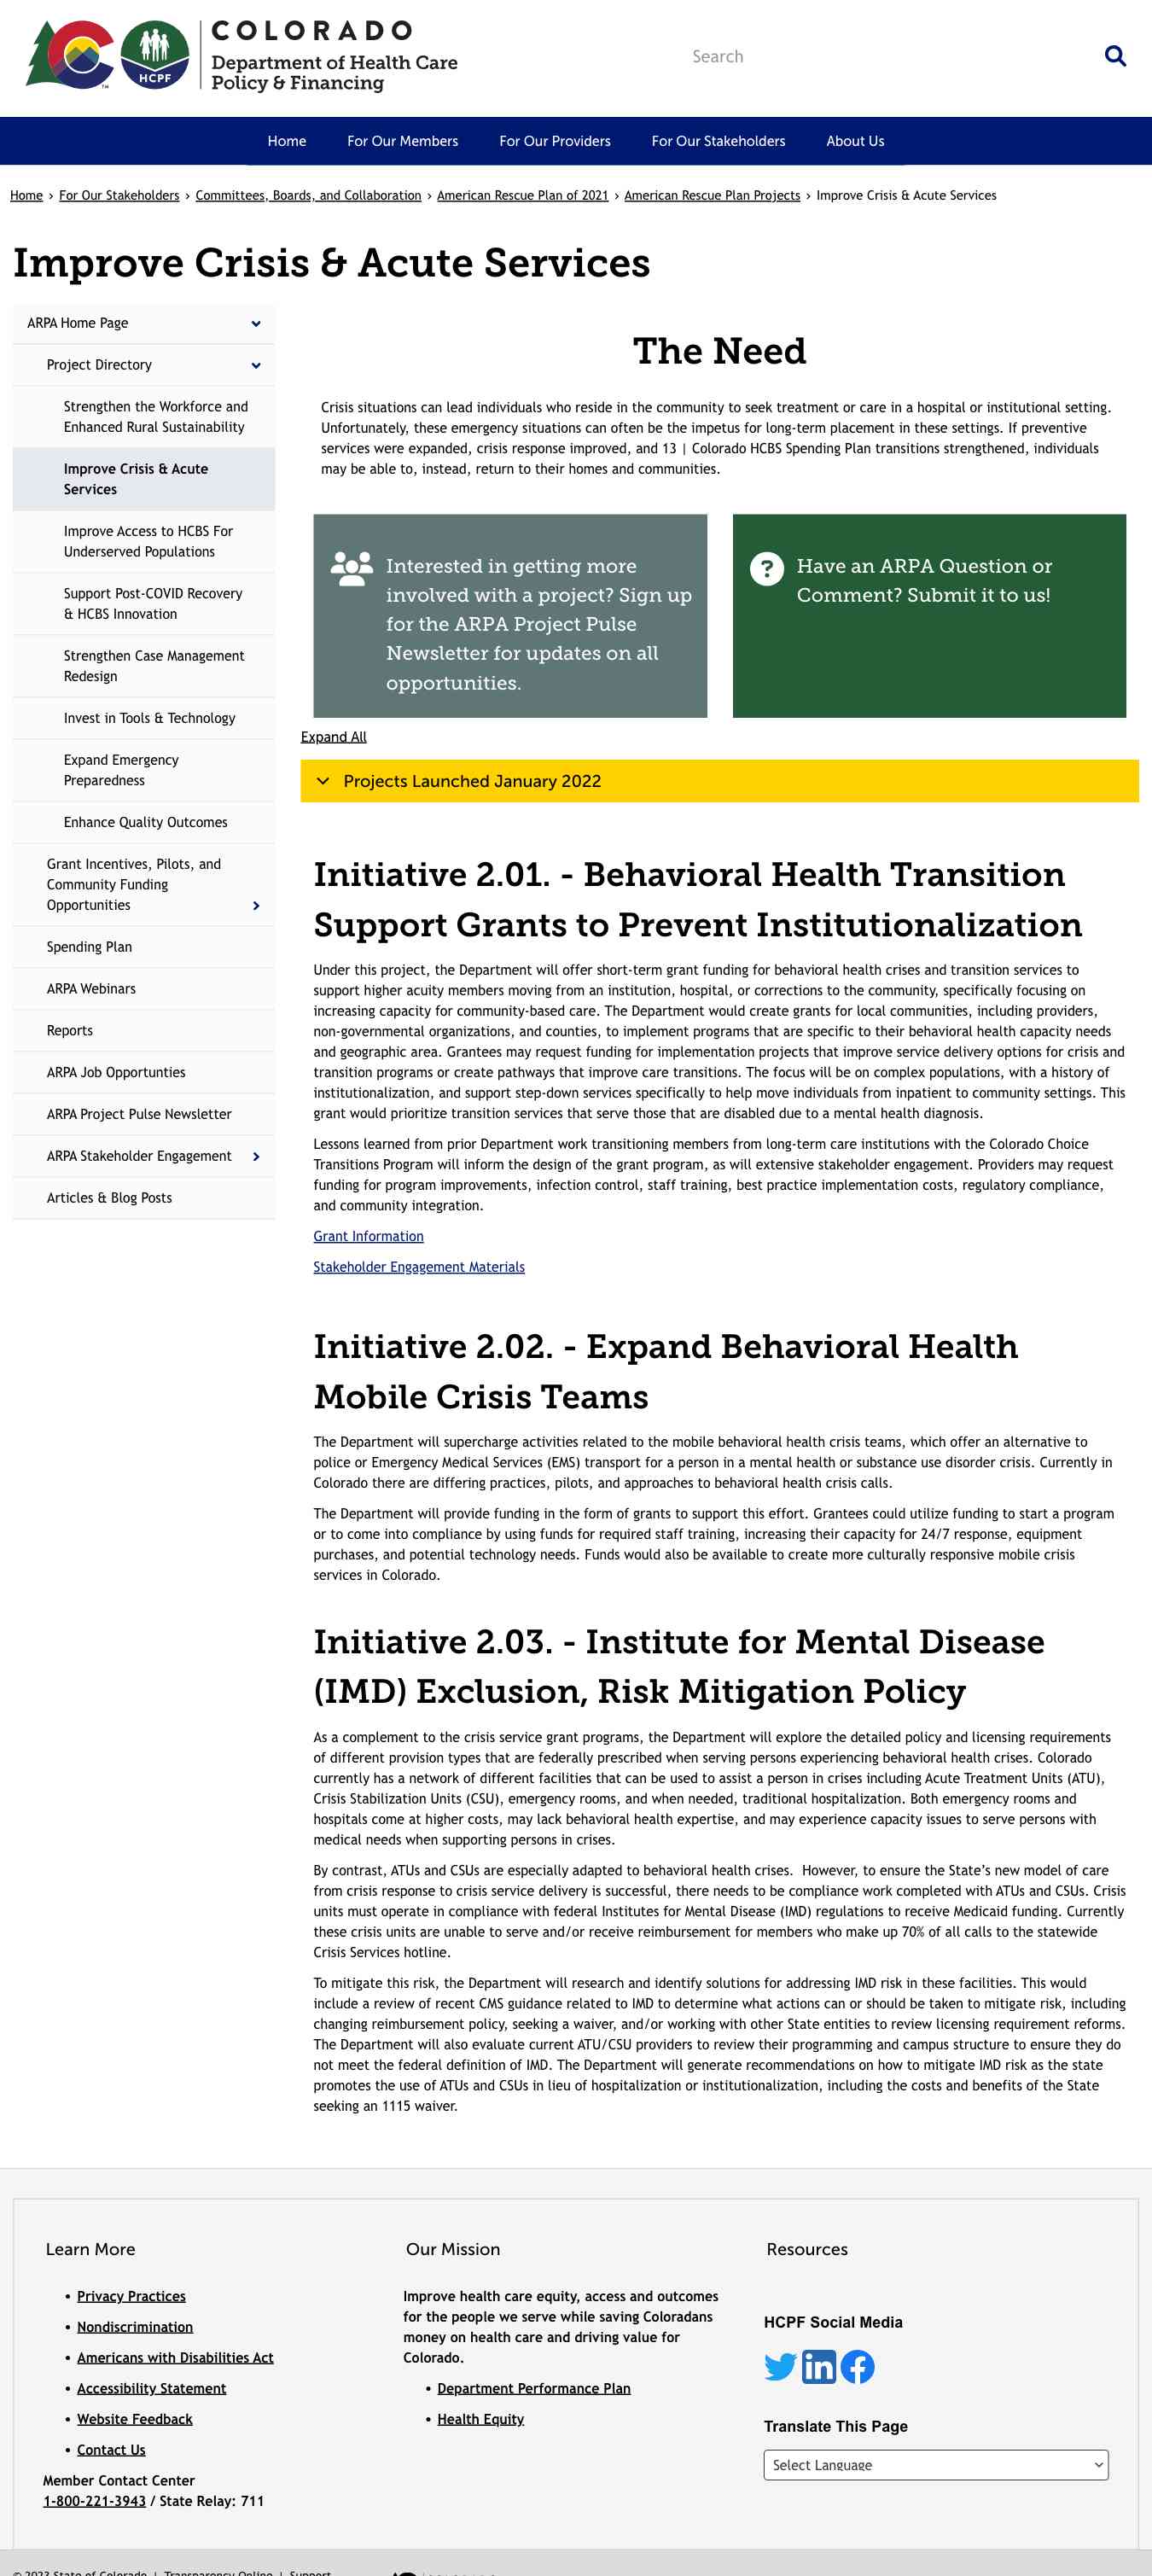 COLORADO
Department of Health Care
Policy & Financing
HCPF
TM
Search
Home For Our Members For Our Providers For Our Stakeholders About Us
Home › For Our Stakeholders › Committees, Boards, and Collaboration › American Rescue Plan of 2021 › American Rescue Plan Projects › Improve Crisis & Acute Services
Improve Crisis & Acute Services
ARPA Home Page
Project Directory
Strengthen the Workforce and
Enhanced Rural Sustainability
Improve Crisis & Acute
Services
Improve Access to HCBS For
Underserved Populations
Support Post-COVID Recovery
& HCBS Innovation
Strengthen Case Management
Redesign
Invest in Tools & Technology
Expand Emergency
Preparedness
Enhance Quality Outcomes
Grant Incentives, Pilots, and
Community Funding
Opportunities
Spending Plan
ARPA Webinars
Reports
ARPA Job Opportunties
ARPA Project Pulse Newsletter
ARPA Stakeholder Engagement
Articles & Blog Posts
The Need
Crisis situations can lead individuals who reside in the community to seek treatment or care in a hospital or institutional setting.
Unfortunately, these emergency situations can often be the impetus for long-term placement in these settings. If preventive
services were expanded, crisis response improved, and 13 | Colorado HCBS Spending Plan transitions strengthened, individuals
may be able to, instead, return to their homes and communities.
Interested in getting more
involved with a project? Sign up
for the ARPA Project Pulse
Newsletter for updates on all
opportunities.
Have an ARPA Question or
Comment? Submit it to us!
Expand All
Projects Launched January 2022
Initiative 2.01. - Behavioral Health Transition
Support Grants to Prevent Institutionalization
Under this project, the Department will offer short-term grant funding for behavioral health crises and transition services to
support higher acuity members moving from an institution, hospital, or corrections to the community, specifically focusing on
increasing capacity for community-based care. The Department would create grants for local communities, including providers,
non-governmental organizations, and counties, to implement programs that are specific to their behavioral health capacity needs
and geographic area. Grantees may request funding for implementation projects that improve service delivery options for crisis and
transition programs or create pathways that improve care transitions. The focus will be on complex populations, with a history of
institutionalization, and support step-down services specifically to help move individuals from inpatient to community settings. This
grant would prioritize transition services that serve those that are disabled due to a mental health diagnosis.
Lessons learned from prior Department work transitioning members from long-term care institutions with the Colorado Choice
Transitions Program will inform the design of the grant program, as will extensive stakeholder engagement. Providers may request
funding for program improvements, infection control, staff training, best practice implementation costs, regulatory compliance,
and community integration.
Grant Information
Stakeholder Engagement Materials
Initiative 2.02. - Expand Behavioral Health
Mobile Crisis Teams
The Department will supercharge activities related to the mobile behavioral health crisis teams, which offer an alternative to
police or Emergency Medical Services (EMS) transport for a person in a mental health or substance use disorder crisis. Currently in
Colorado there are differing practices, pilots, and approaches to behavioral health crisis calls.
The Department will provide funding in the form of grants to support this effort. Grantees could utilize funding to start a program
or to come into compliance by using funds for required staff training, increasing their capacity for 24/7 response, equipment
purchases, and potential technology needs. Funds would also be available to create more culturally responsive mobile crisis
services in Colorado.
Initiative 2.03. - Institute for Mental Disease
(IMD) Exclusion, Risk Mitigation Policy
As a complement to the crisis service grant programs, the Department will explore the detailed policy and licensing requirements
of different provision types that are federally prescribed when serving persons experiencing behavioral health crises. Colorado
currently has a network of different facilities that can be used to assist a person in crises including Acute Treatment Units (ATU),
Crisis Stabilization Units (CSU), emergency rooms, and when needed, traditional hospitalization. Both emergency rooms and
hospitals come at higher costs, may lack behavioral health expertise, and may experience capacity issues to serve persons with
medical needs when supporting persons in crises.
By contrast, ATUs and CSUs are especially adapted to behavioral health crises. However, to ensure the State’s new model of care
from crisis response to crisis service delivery is successful, there needs to be compliance work completed with ATUs and CSUs. Crisis
units must operate in compliance with federal Institutes for Mental Disease (IMD) regulations to receive Medicaid funding. Currently
these crisis units are unable to serve and/or receive reimbursement for members who make up 70% of all calls to the statewide
Crisis Services hotline.
To mitigate this risk, the Department will research and identify solutions for addressing IMD risk in these facilities. This would
include a review of recent CMS guidance related to IMD to determine what actions can or should be taken to mitigate risk, including
changing reimbursement policy, seeking a waiver, and/or working with other State entities to review licensing requirement reforms.
The Department will also evaluate current ATU/CSU providers to review their programming and campus structure to ensure they do
not meet the federal definition of IMD. The Department will generate recommendations on how to mitigate IMD risk as the state
promotes the use of ATUs and CSUs in lieu of hospitalization or institutionalization, including the costs and benefits of the State
seeking an 1115 waiver.
Learn More
• Privacy Practices
• Nondiscrimination
• Americans with Disabilities Act
• Accessibility Statement
• Website Feedback
• Contact Us
Member Contact Center
1-800-221-3943 / State Relay: 711
Our Mission
Improve health care equity, access and outcomes
for the people we serve while saving Coloradans
money on health care and driving value for
Colorado.
• Department Performance Plan
• Health Equity
Resources
HCPF Social Media
Translate This Page
Select Language
© 2023 State of Colorado | Transparency Online | Support